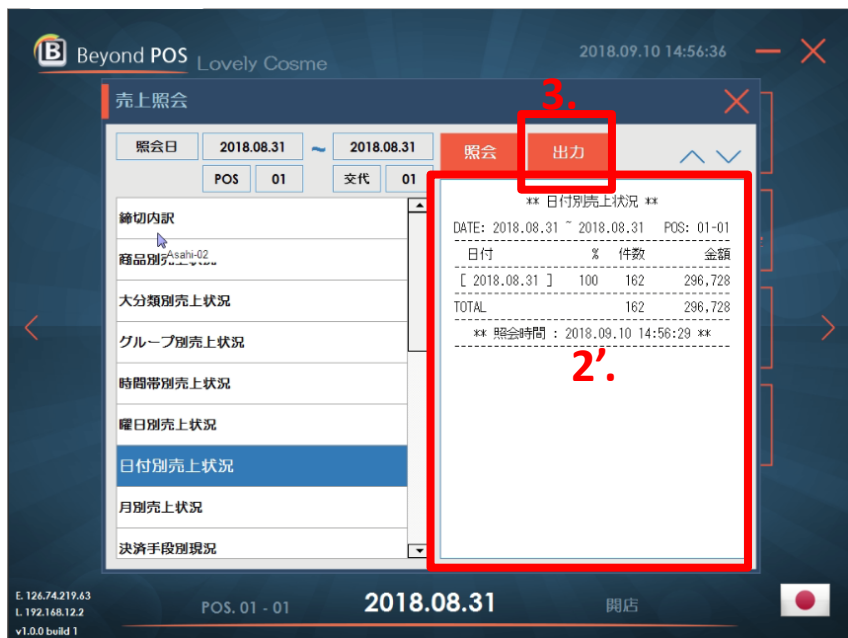 B Beyond POS Lovely Cosme 2018.09.10 14:56:36
売上照会
3.
照会日 2018.08.31 ~ 2018.08.31 照会 出力
POS 01 交代 01
締切内訳
Asahi-02
商品別売上状況
大分類別売上状況
グループ別売上状況
時間帯別売上状況
曜日別売上状況
日付別売上状況
月別売上状況
決済手段別現況
** 日付別売上状況 **
DATE: 2018.08.31 ~ 2018.08.31 POS: 01-01
日付 % 件数 金額
[ 2018.08.31 ] 100 162 296,728
TOTAL 162 296,728
** 照会時間 : 2018.09.10 14:56:29 **
2'.
E. 126.74.219.63
L. 192.168.12.2
v1.0.0 build 1
POS. 01 - 01 2018.08.31 開店